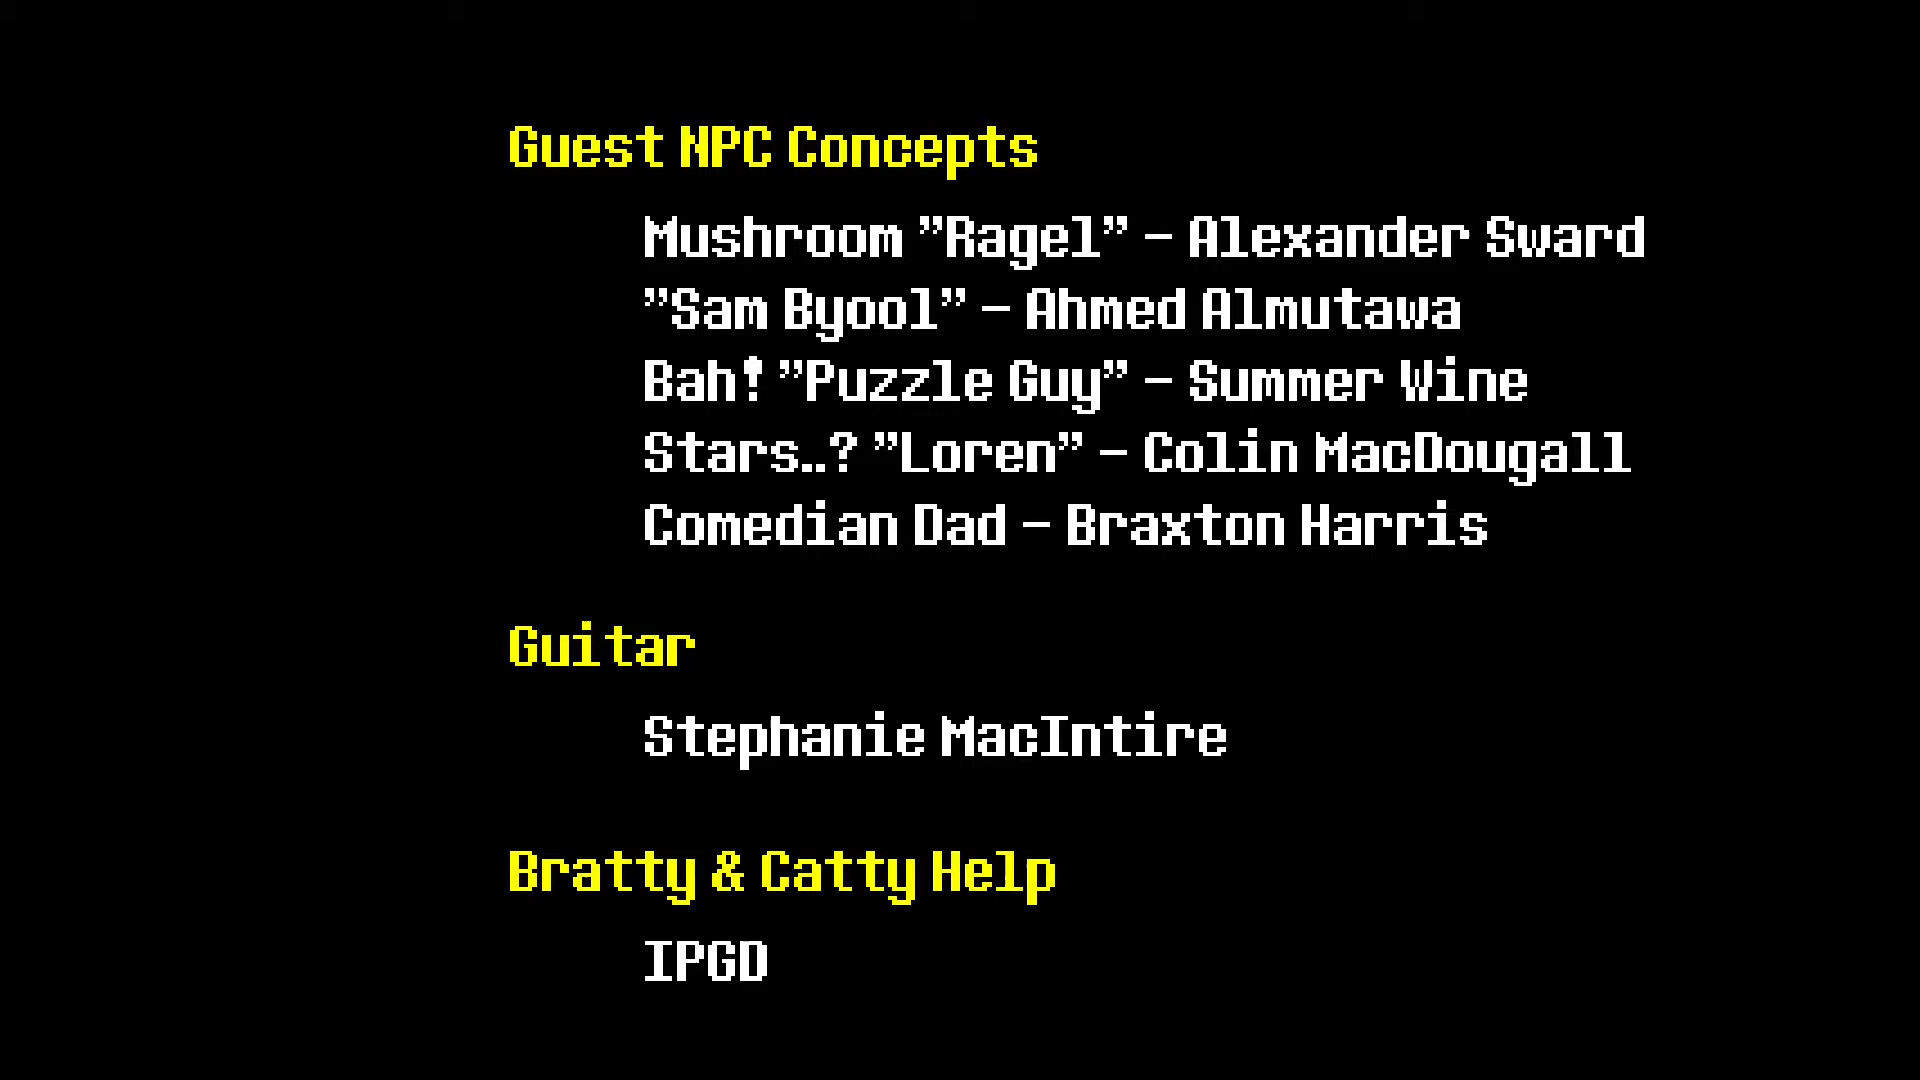 Guest NPC Concepts
Mushroom "Ragel" - Alexander Sward
"Sam Byool" - Ahmed Almutawa
Bah! "Puzzle Guy" - Summer Wine
Stars..? "Loren" - Colin MacDougall
Comedian Dad - Braxton Harris
Guitar
Stephanie MacIntire
Bratty & Catty Help
IPGD